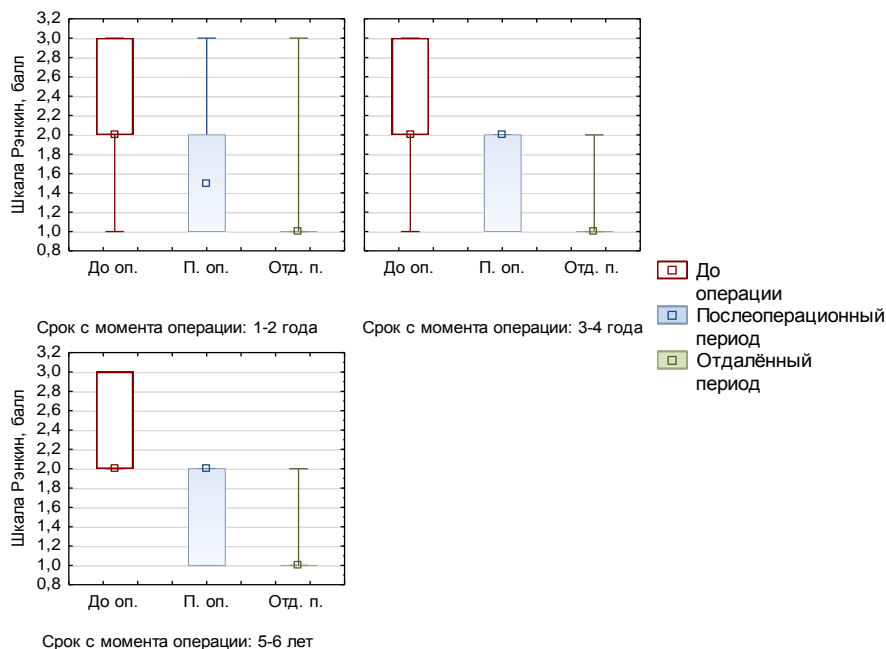 Шкала Рэнкин, балл
3,2
3,0
2,8
2,6
2,4
2,2
2,0
1,8
1,6
1,4
1,2
1,0
0,8
До оп. П. оп. Отд. п.
До оп. П. оп. Отд. п.
Срок с момента операции: 1-2 года
Срок с момента операции: 3-4 года
До
операции
Послеоперационный
период
Отдалённый
период
Шкала Рэнкин, балл
3,2
3,0
2,8
2,6
2,4
2,2
2,0
1,8
1,6
1,4
1,2
1,0
0,8
До оп. П. оп. Отд. п.
Срок с момента операции: 5-6 лет